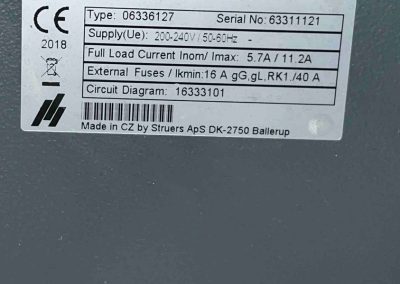 CE
2018
Type: 06336127 Serial No: 63311121
Supply(Ue): 200-240V / 50-60Hz -
Full Load Current Inom/ Imax: 5.7A / 11.2A
External Fuses / Ikmin:16 A gG,gL,RK1./40 A
Circuit Diagram: 16333101
Made in CZ by Struers ApS DK-2750 Ballerup